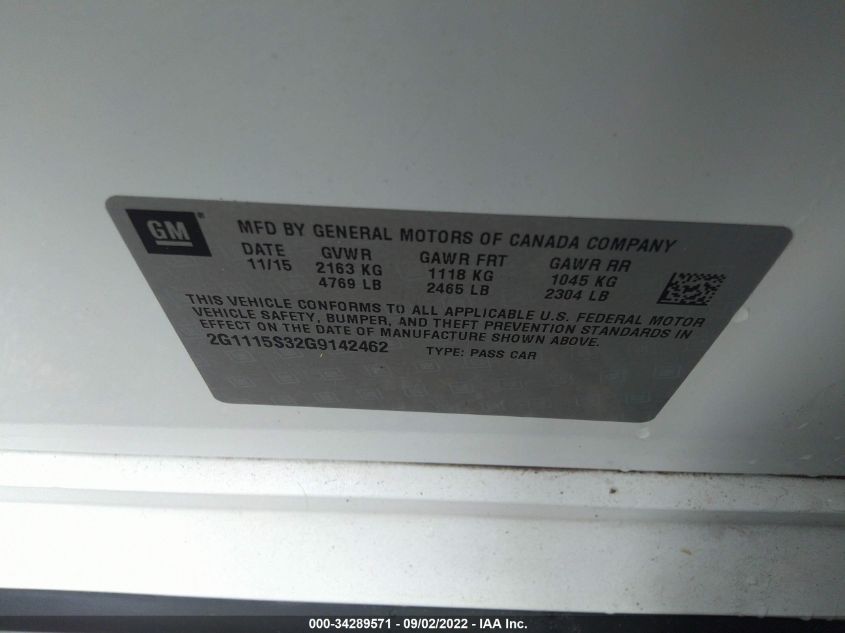 GM®
MFD BY GENERAL MOTORS OF CANADA COMPANY
DATE GVWR GAWR FRT GAWR RR
11/15 2163 KG 1118 KG 1045 KG
4769 LB 2465 LB 2304 LB
THIS VEHICLE CONFORMS TO ALL APPLICABLE U.S. FEDERAL MOTOR
VEHICLE SAFETY, BUMPER, AND THEFT PREVENTION STANDARDS IN
EFFECT ON THE DATE OF MANUFACTURE SHOWN ABOVE.
2G1115S32G9142462 TYPE: PASS CAR
000-34289571 - 09/02/2022 - IAA Inc.